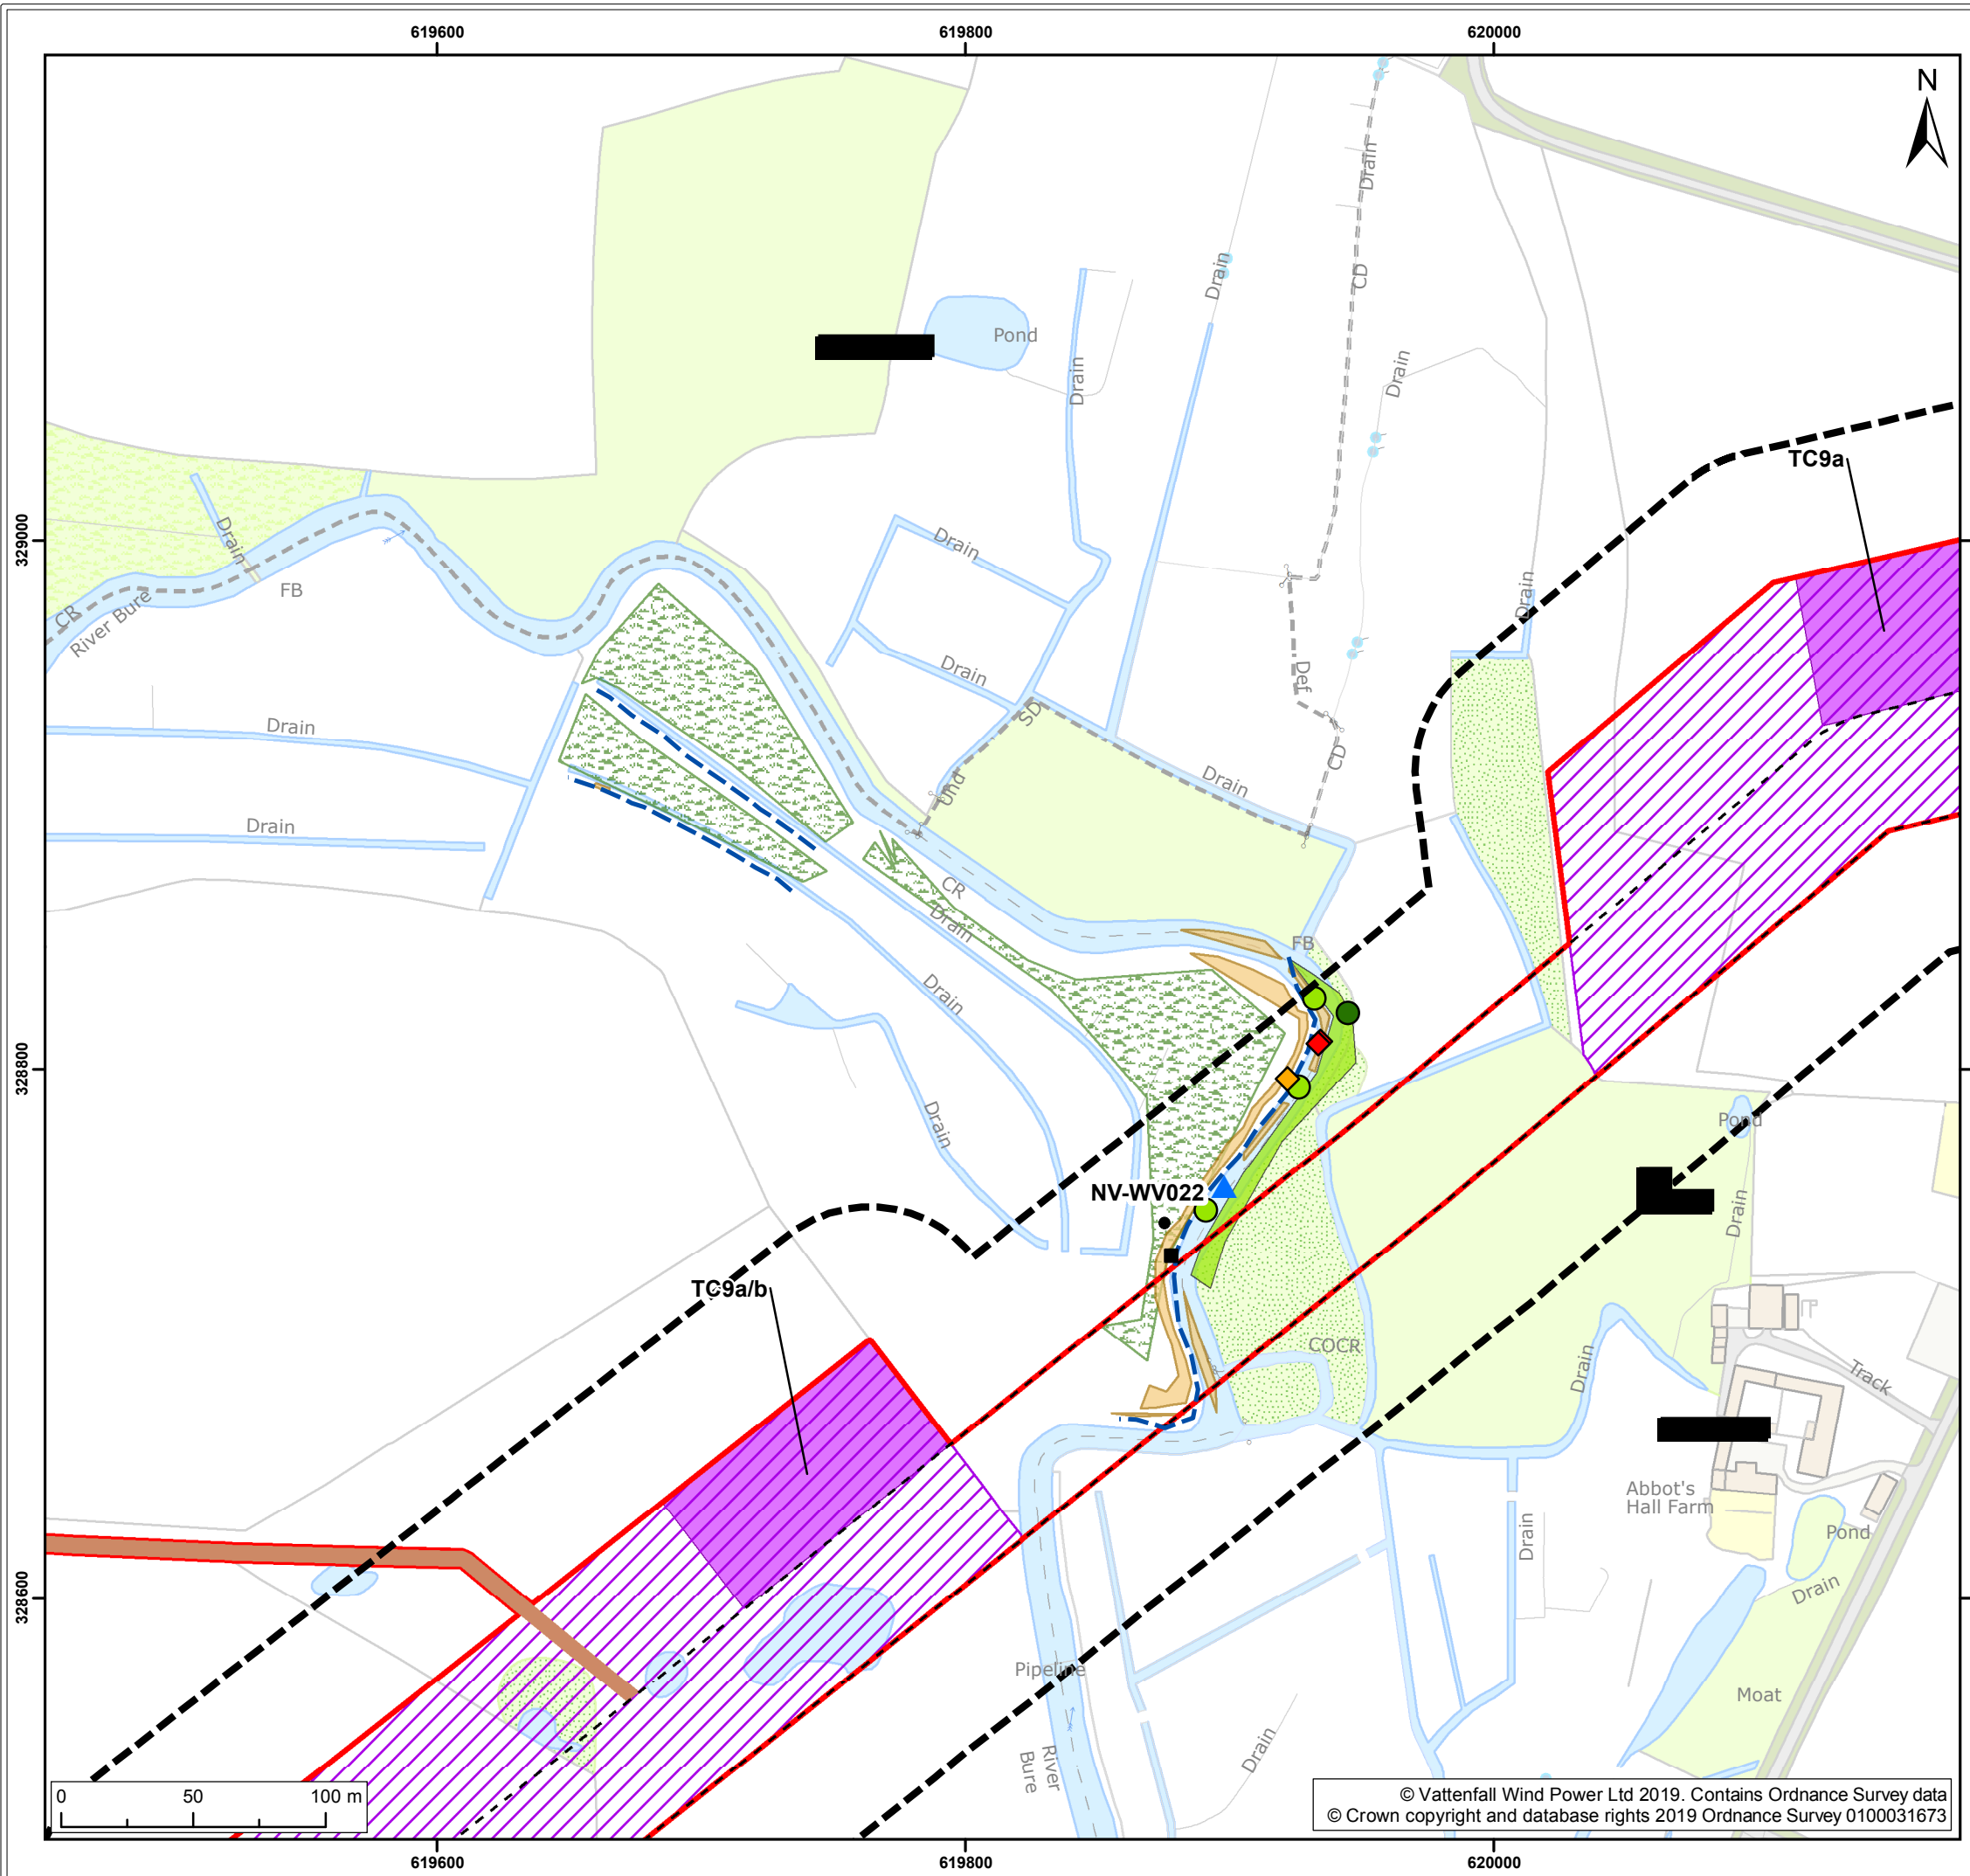 619600
619800
620000
N
Drain
CD
Drain
Pond
Drain
Drain
TC9a
329000
329000
Drain
Drain
FB
CR
River Bure
Drain
Drain
Def
SD
CD
Drain
Drain
Und
Drain
CR
Drain
FB
Drain
328800
Drain
Pond
NV-WV022
Drain
TC9a/b
COCR
Drain
Track
Abbot's
Hall Farm
Pond
Drain
Drain
328600
Pipeline
Moat
Drain
River
Bure
0 50 100 m
© Vattenfall Wind Power Ltd 2019. Contains Ordnance Survey data
© Crown copyright and database rights 2019 Ordnance Survey 0100031673
619600
619800
620000